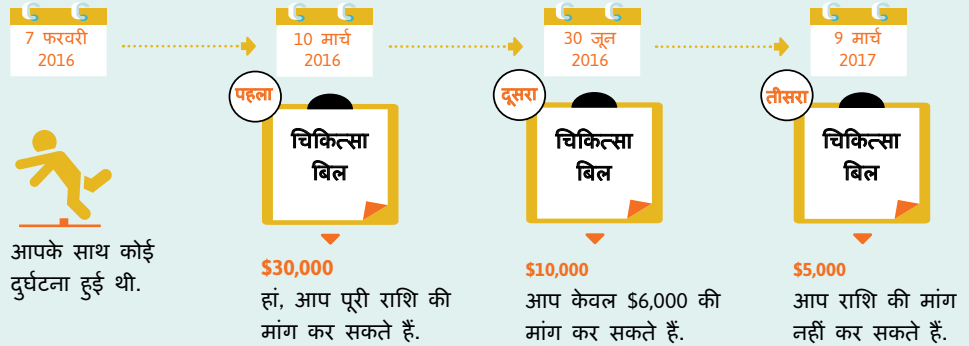 7 फरवरी
2016
10 मार्च
2016
30 जून
2016
9 मार्च
2017
आपके साथ कोई
दुर्घटना हुई थी.
पहला
चिकित्सा
बिल
$30,000
हां, आप पूरी राशि की
मांग कर सकते हैं.
दूसरा
चिकित्सा
बिल
$10,000
आप केवल $6,000 की
मांग कर सकते हैं.
तीसरा
चिकित्सा
बिल
$5,000
आप राशि की मांग
नहीं कर सकते हैं.